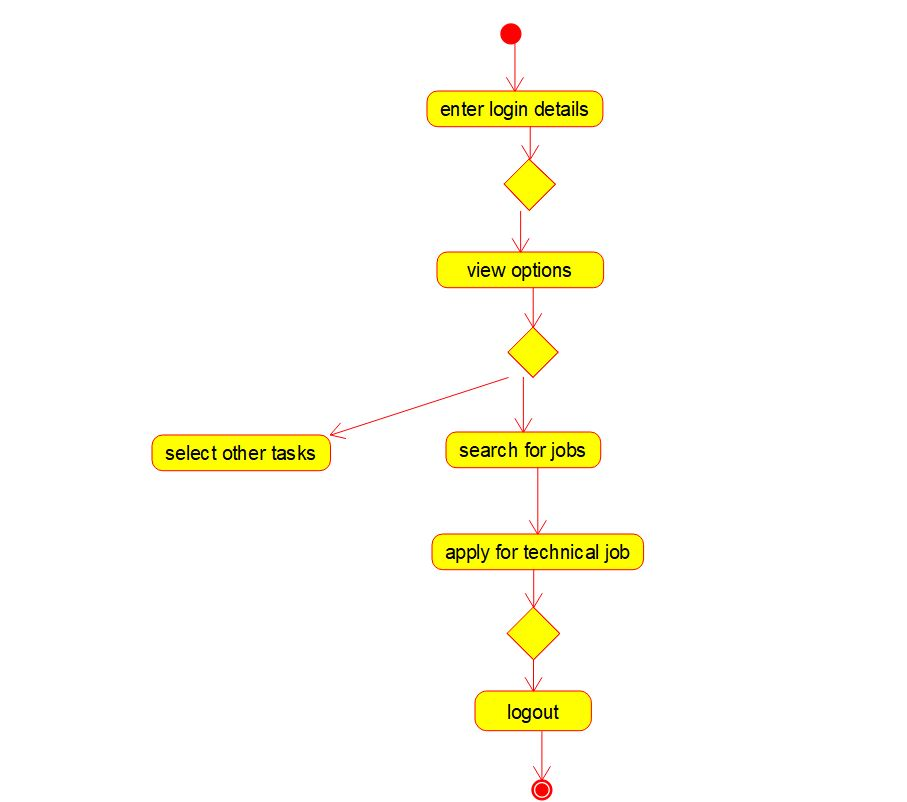 enter login details
view options
select other tasks
search for jobs
apply for technical job
logout